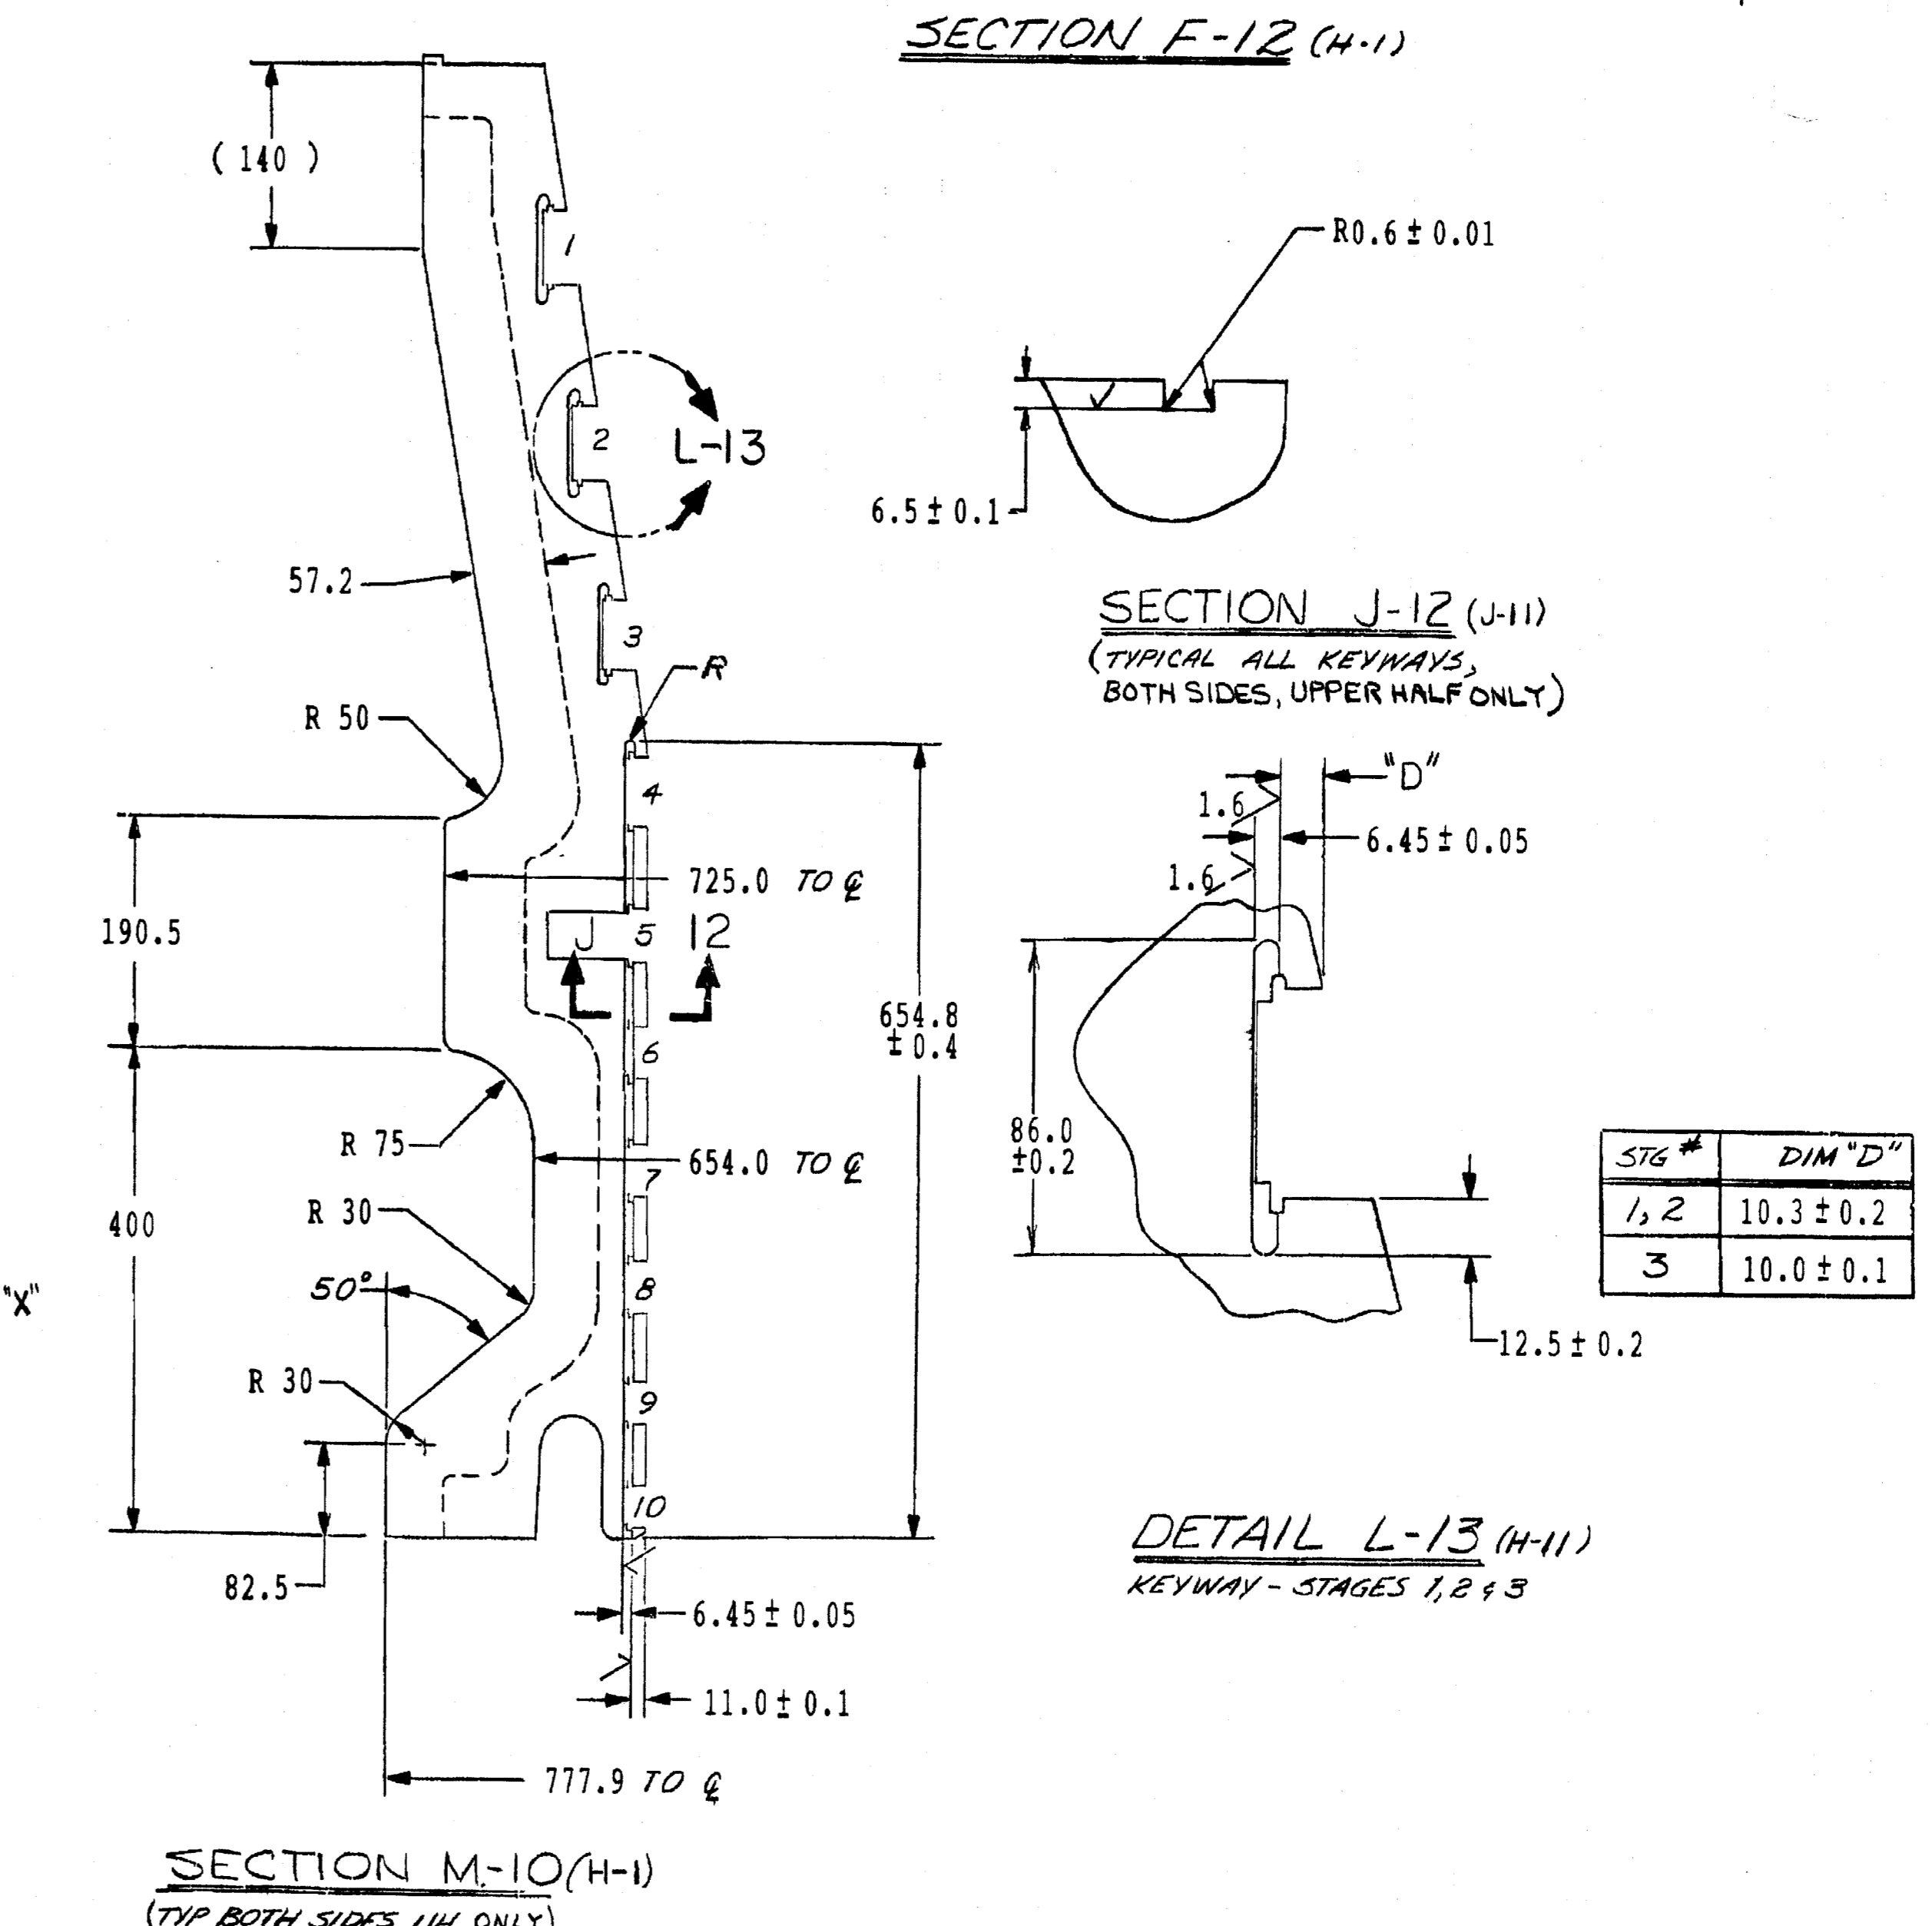 SECTION F-12 (H-1)
( 140 )
1
R0.6 ± 0.01
2
L-13
6.5 ± 0.1
57.2
SECTION J-12 (J-11)
(TYPICAL ALL KEYWAYS,
BOTH SIDES, UPPER HALF ONLY)
3
R
R 50
"D"
4
1.6
6.45 ± 0.05
1.6
725.0 TO ℄
190.5
J 5 12
654.8
± 0.4
6
86.0
±0.2
R 75
654.0 TO ℄
7
STG # DIM "D"
1, 2 10.3 ± 0.2
3 10.0 ± 0.1
400
R 30
50°
8
"X"
12.5 ± 0.2
R 30
9
10
DETAIL L-13 (H-11)
KEYWAY - STAGES 1, 2 & 3
82.5
6.45 ± 0.05
11.0 ± 0.1
777.9 TO ℄
SECTION M-10 (H-1)
(TYP BOTH SIDES, UH ONLY)